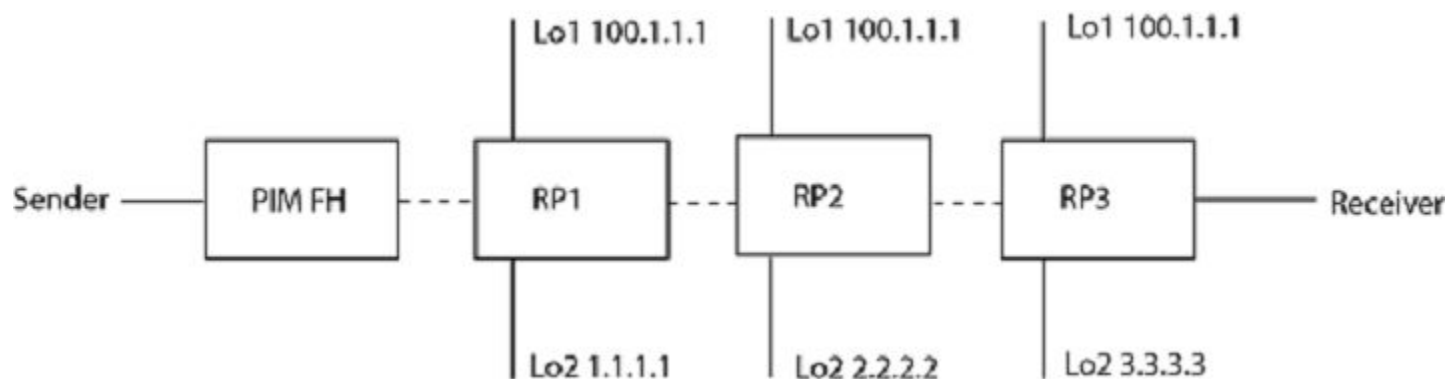 Lo1 100.1.1.1 Lo1 100.1.1.1 Lo1 100.1.1.1
Sender PIM FH RP1 RP2 RP3 Receiver
Lo2 1.1.1.1 Lo2 2.2.2.2 Lo2 3.3.3.3